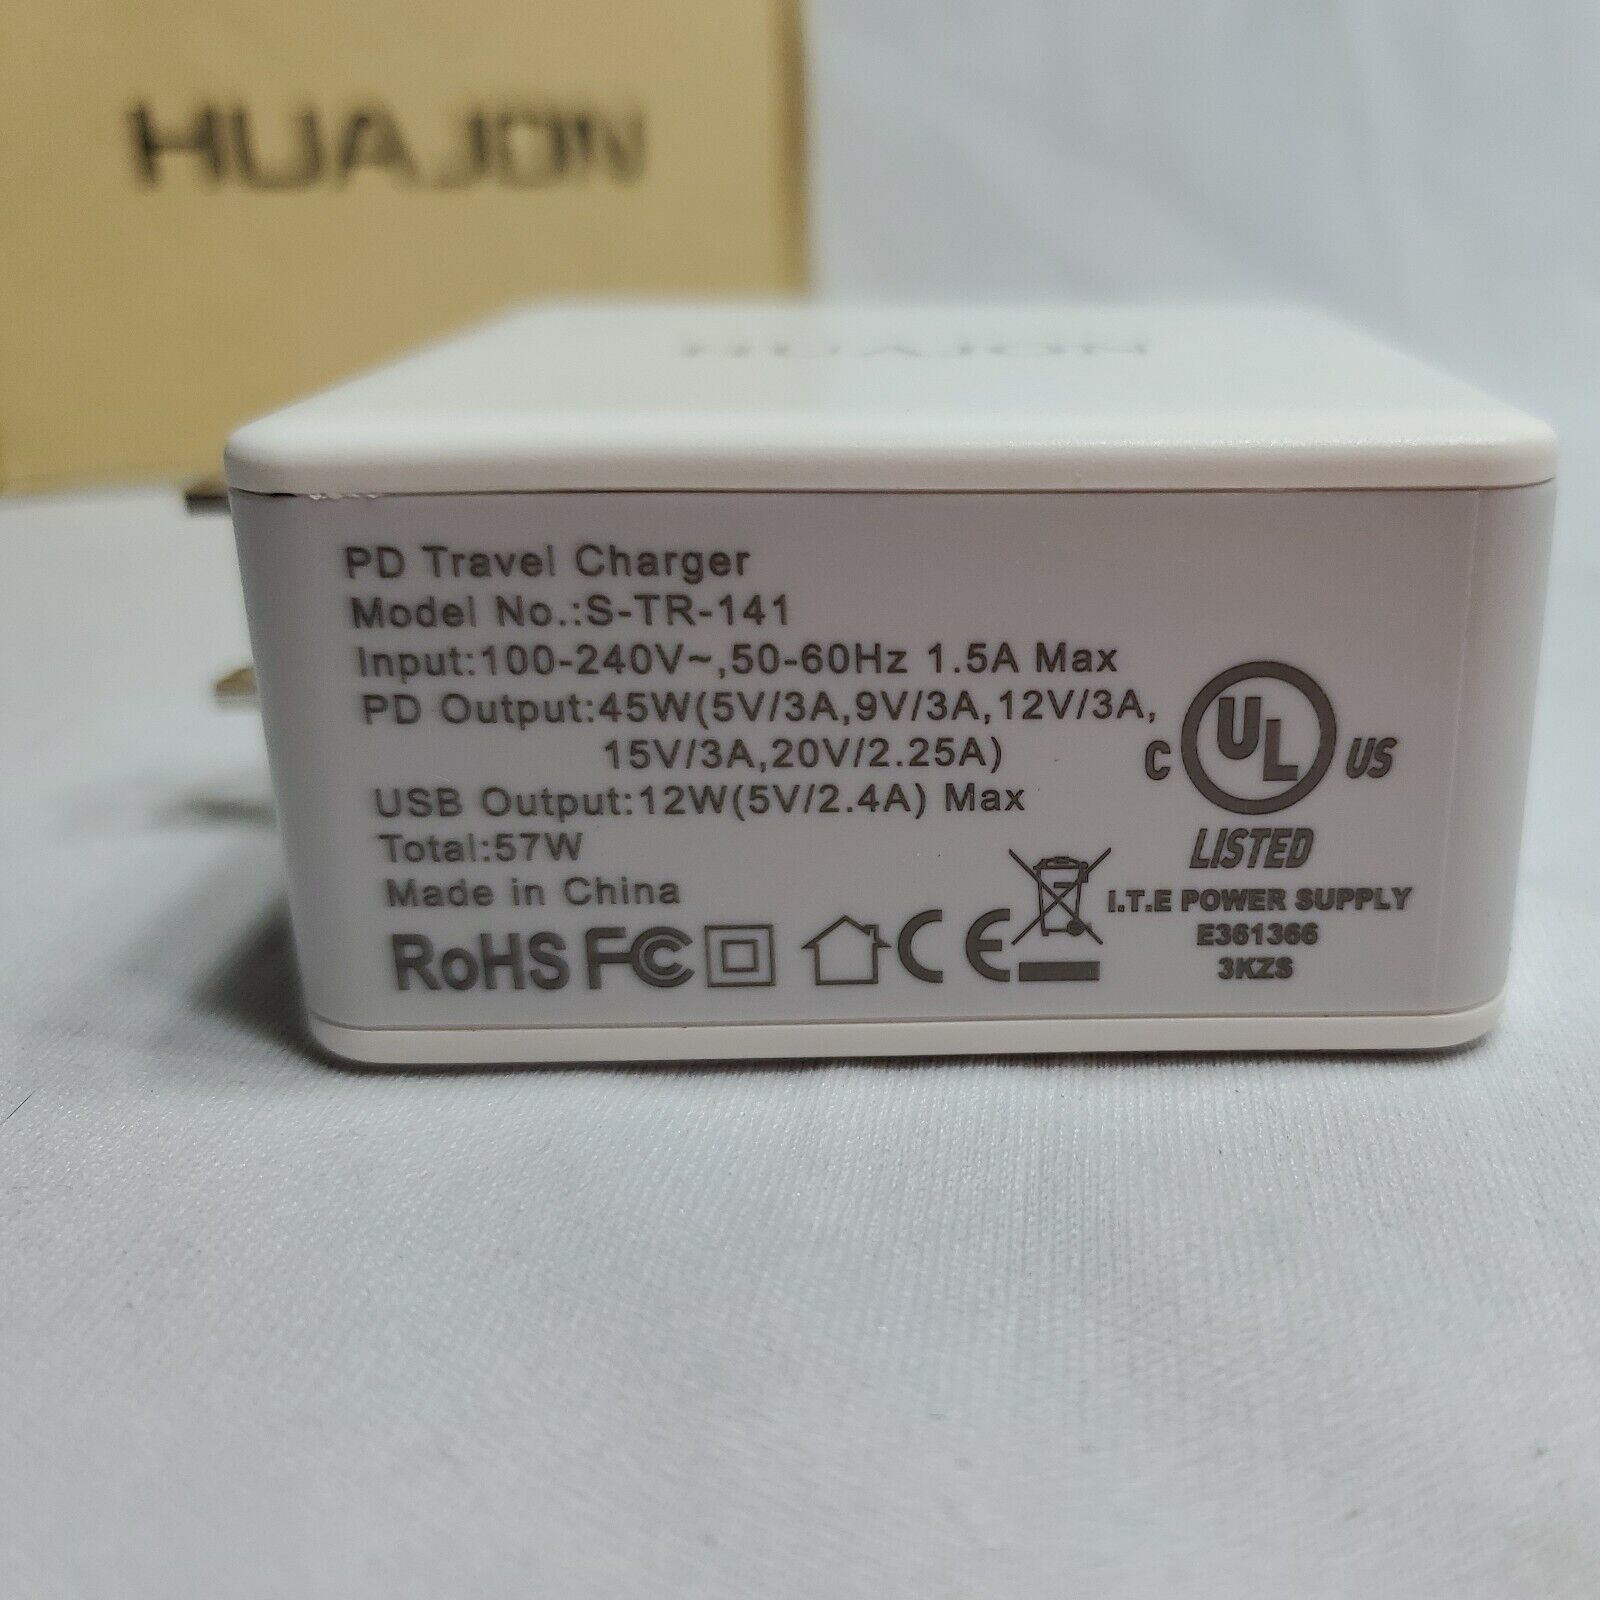 HUAJON
HUAJON
PD Travel Charger
Model No.:S-TR-141
Input:100-240V~,50-60Hz 1.5A Max
PD Output:45W(5V/3A,9V/3A,12V/3A,
15V/3A,20V/2.25A)
USB Output:12W(5V/2.4A) Max
Total:57W
Made in China
RoHS FC CE
C UL US
LISTED
I.T.E POWER SUPPLY
E361366
3KZS